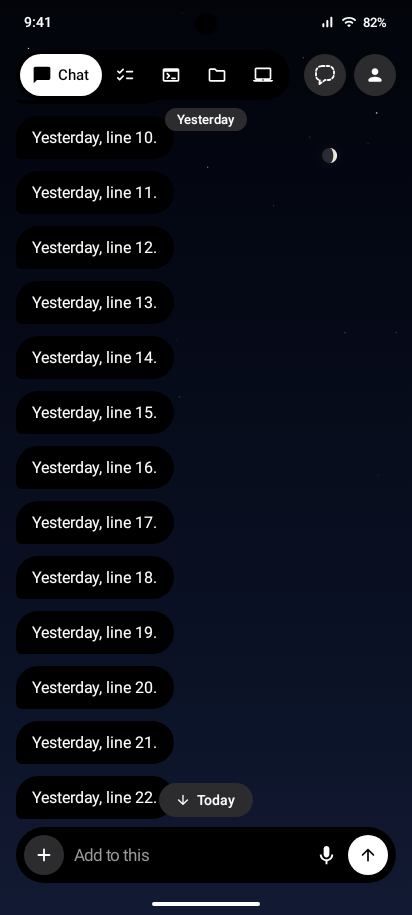 9:41
82%
Chat
Yesterday
Yesterday, line 10.
Yesterday, line 11.
Yesterday, line 12.
Yesterday, line 13.
Yesterday, line 14.
Yesterday, line 15.
Yesterday, line 16.
Yesterday, line 17.
Yesterday, line 18.
Yesterday, line 19.
Yesterday, line 20.
Yesterday, line 21.
Yesterday, line 22.
Today
Add to this